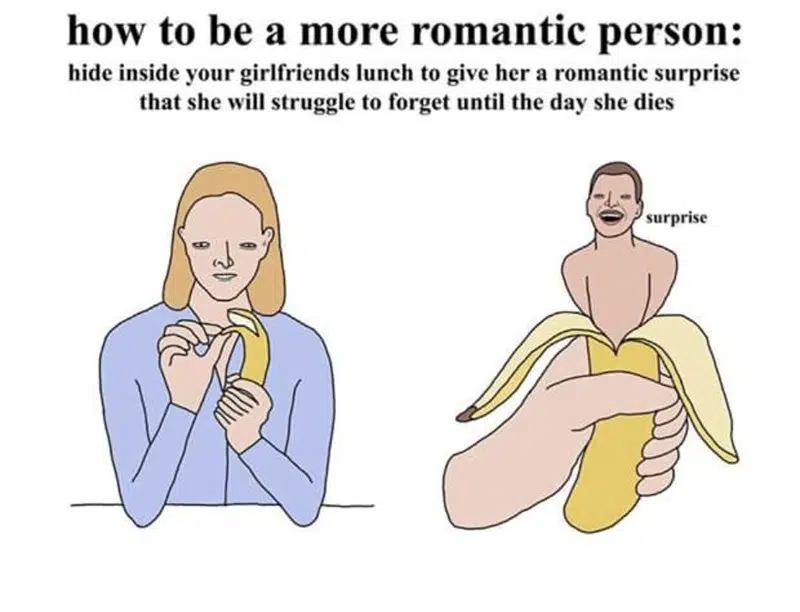 how to be a more romantic person:
hide inside your girlfriends lunch to give her a romantic surprise
that she will struggle to forget until the day she dies
surprise